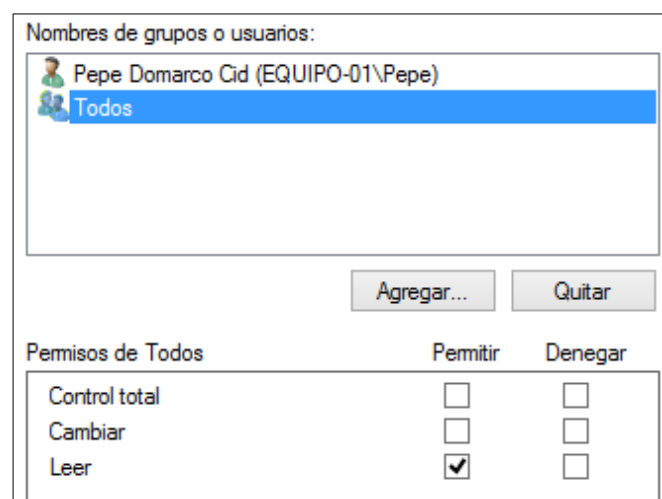 Nombres de grupos o usuarios:
Pepe Domarco Cid (EQUIPO-01\Pepe)
Todos
Agregar... Quitar
Permisos de Todos Permitir Denegar
Control total
Cambiar
Leer